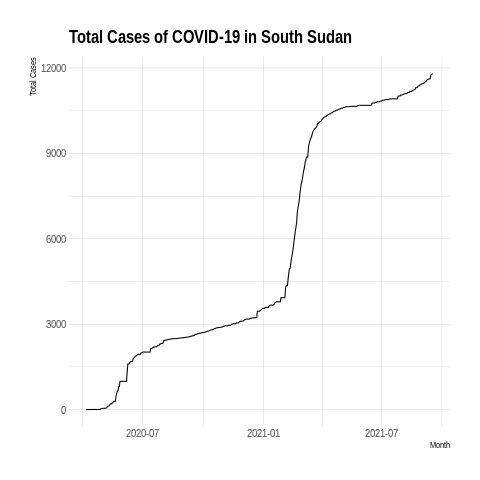 Total Cases of COVID-19 in South Sudan
Total Cases
12000
9000
6000
3000
0
2020-07
2021-01
2021-07
Month